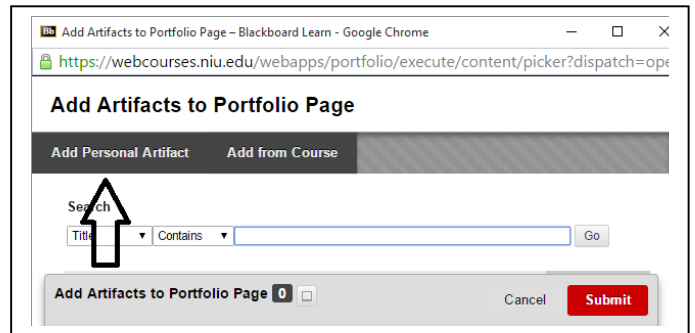 Bb Add Artifacts to Portfolio Page – Blackboard Learn - Google Chrome
https://webcourses.niu.edu/webapps/portfolio/execute/content/picker?dispatch=ope
Add Artifacts to Portfolio Page
Add Personal Artifact Add from Course
Search
Title Contains Go
Add Artifacts to Portfolio Page 0 Cancel Submit